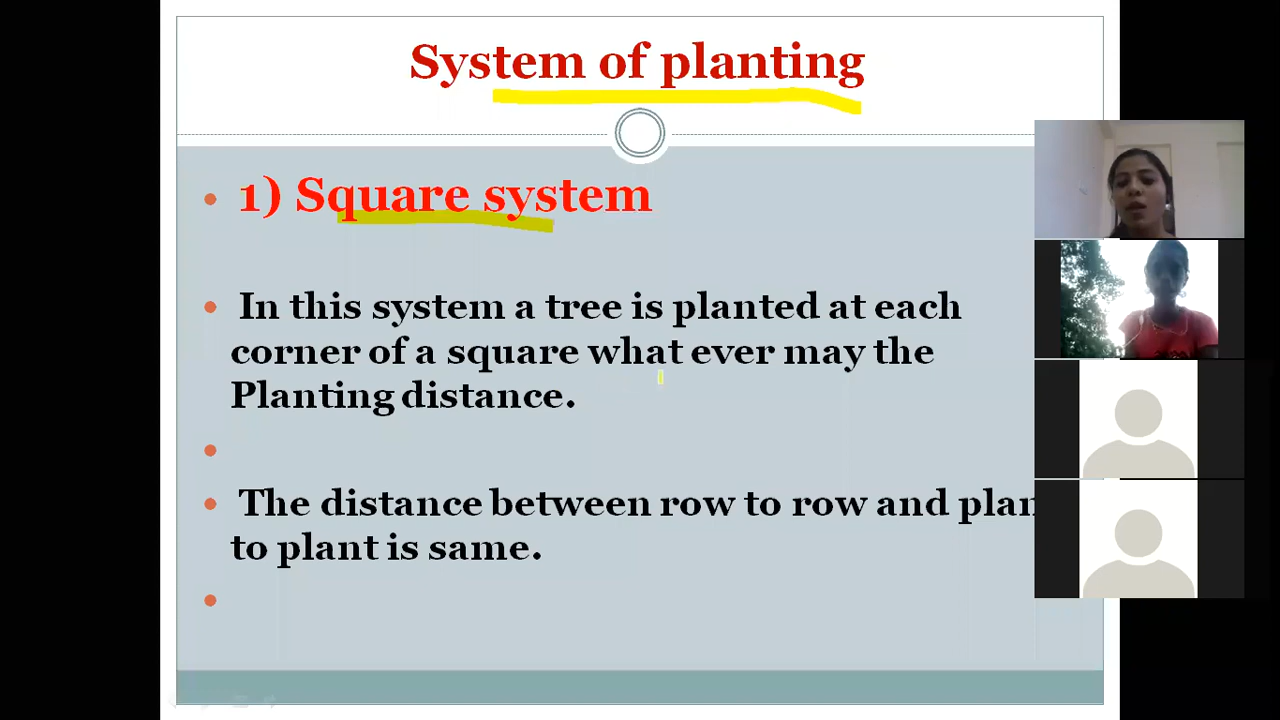 System of planting
1) Square system
In this system a tree is planted at each
corner of a square what ever may the
Planting distance.
The distance between row to row and plan
to plant is same.